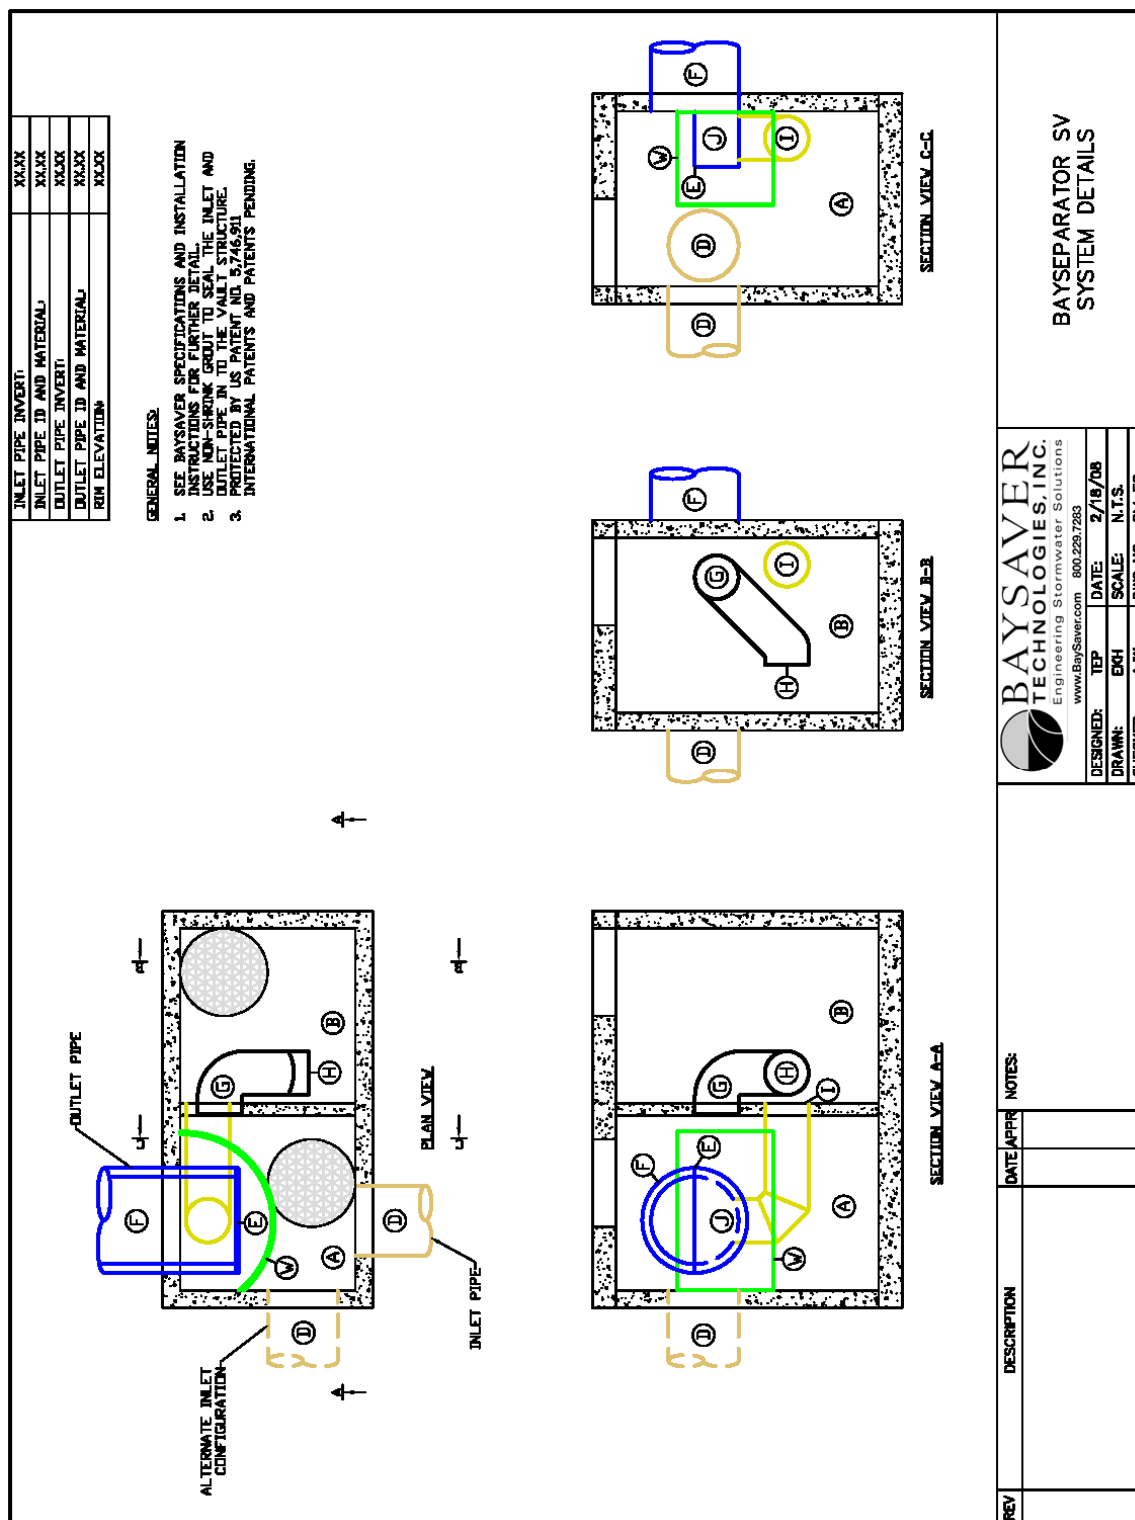 INLET PIPE INVERT: XX.XX
INLET PIPE ID AND MATERIAL: XX.XX
OUTLET PIPE INVERT: XX.XX
OUTLET PIPE ID AND MATERIAL: XX.XX
RIM ELEVATION: XX.XX
GENERAL NOTES:
1. SEE BAYSAVER SPECIFICATIONS AND INSTALLATION
INSTRUCTIONS FOR FURTHER DETAIL.
2. USE NON-SHRINK GROUT TO SEAL THE INLET AND
OUTLET PIPE IN TO THE VAULT STRUCTURE.
3. PROTECTED BY US PATENT NO. 5,746,911
INTERNATIONAL PATENTS AND PATENTS PENDING.
OUTLET PIPE
ALTERNATE INLET
CONFIGURATION
INLET PIPE
A A
B B
C C
F
E
W
A
D
D
G
H
B
PLAN VIEW
D
F
E
J
W
A
G
H
I
B
SECTION VIEW A-A
F
G
I
H
B
D
SECTION VIEW B-B
F
W
E
J
I
D
A
D
SECTION VIEW C-C
REV DESCRIPTION DATE APPR
NOTES:
BAYSAVER
TECHNOLOGIES, INC.
Engineering Stormwater Solutions
www.BaySaver.com 800.229.7283
DESIGNED: TEP DATE: 2/18/08
DRAWN: EKH SCALE: N.T.S.
BAYSEPARATOR SV
SYSTEM DETAILS